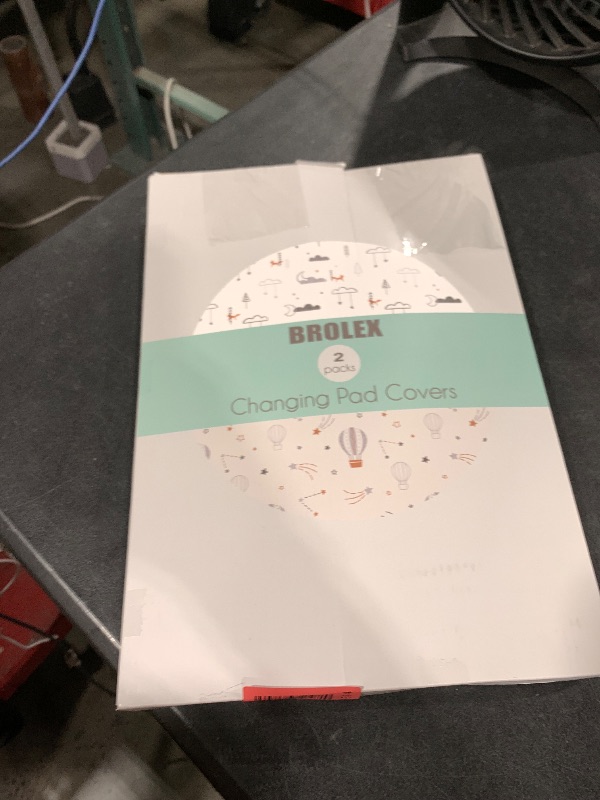 BROLEX
2
packs
Changing Pad Covers